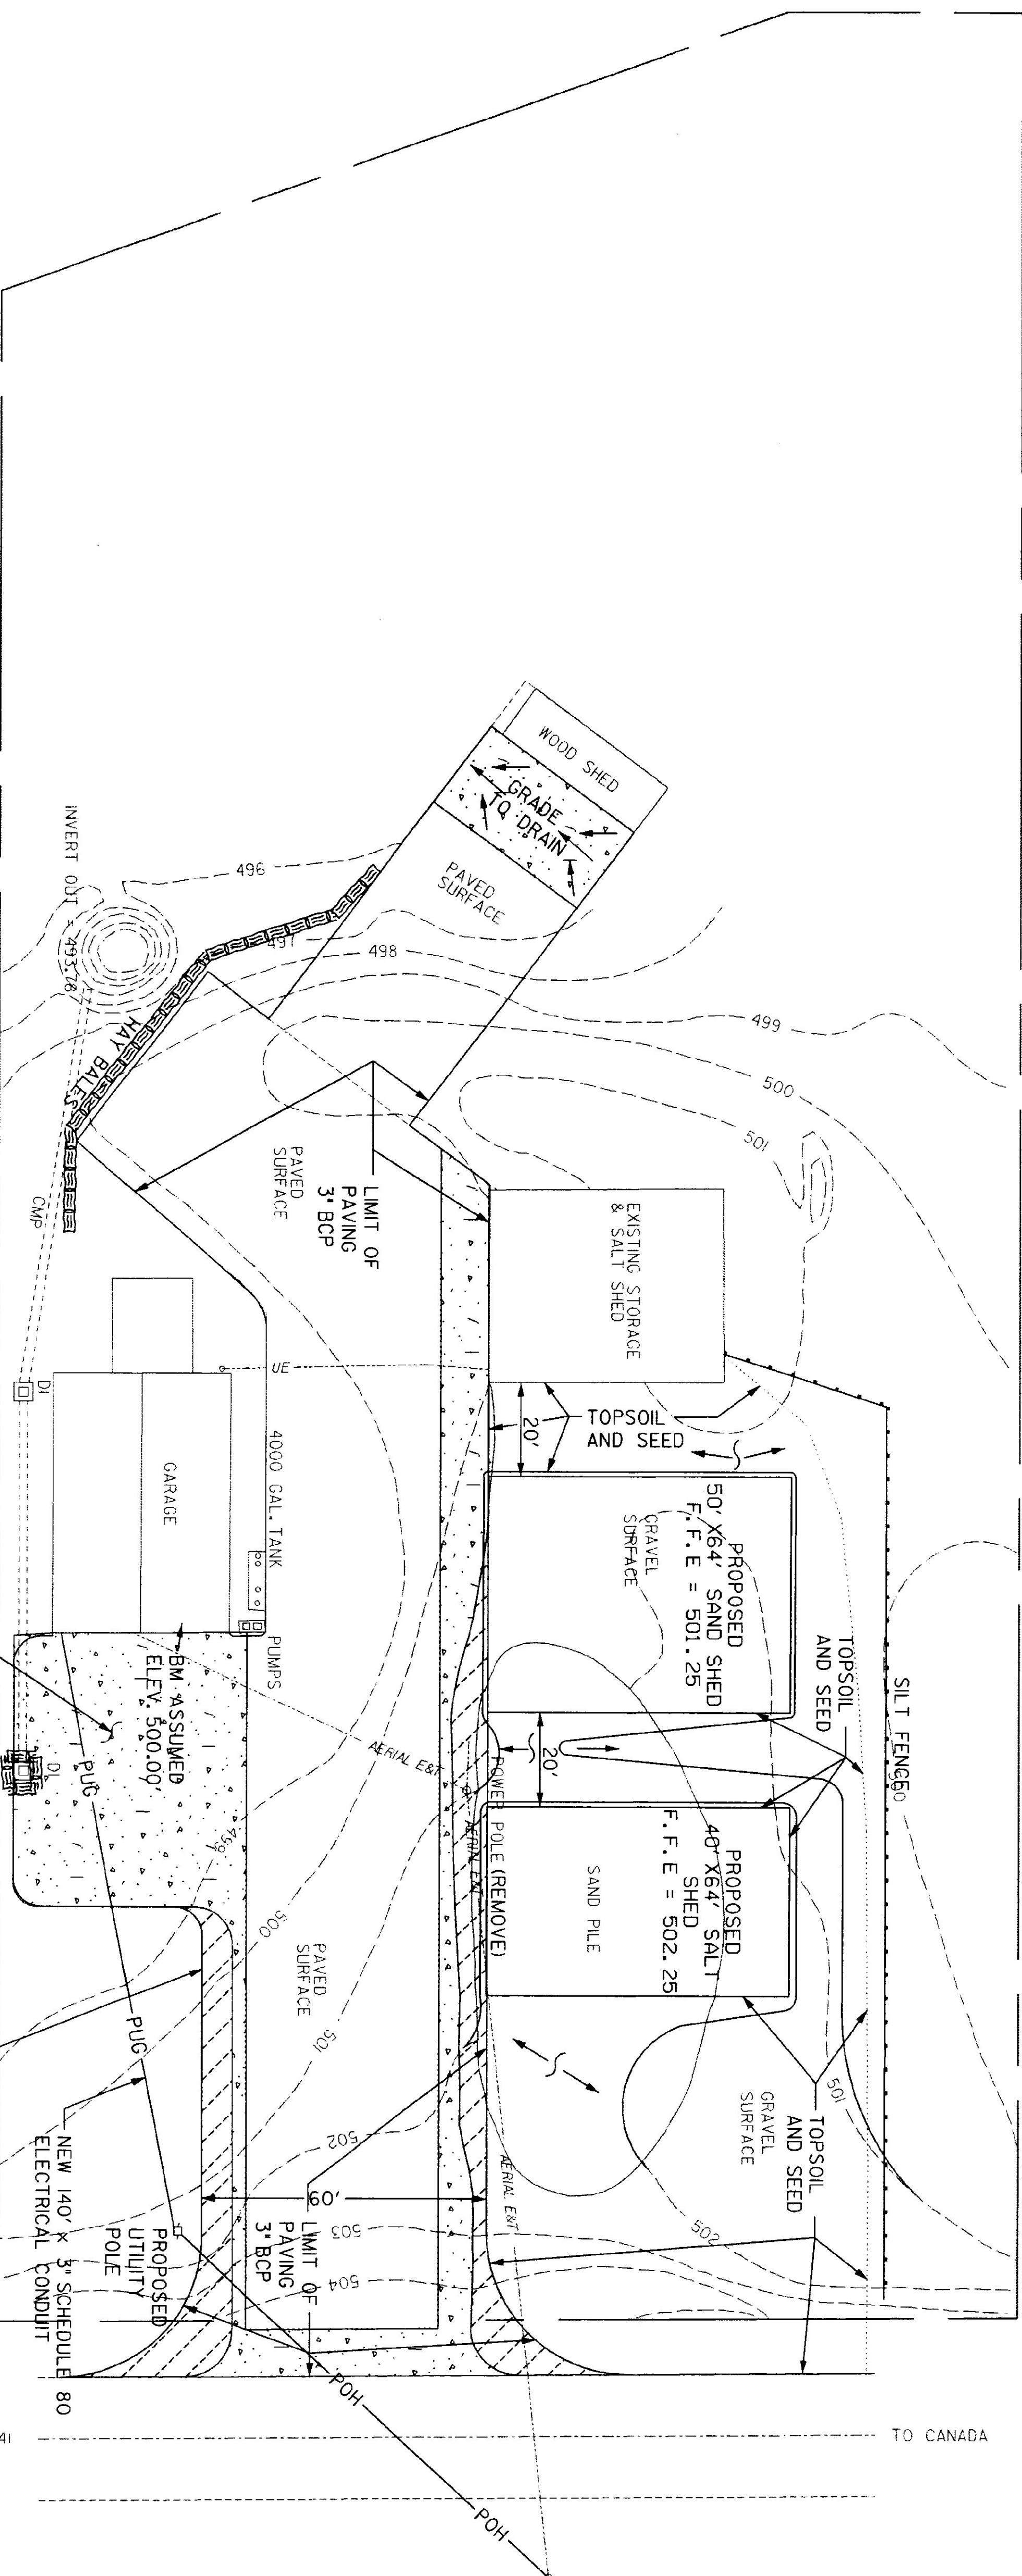 WOOD SHED
GRADE
TO DRAIN
PAVED
SURFACE
496
497
498
499
500
501
INVERT OUT = 493.78
HAY BALES
CMP
PAVED
SURFACE
LIMIT OF
PAVING
3" BCP
EXISTING STORAGE
& SALT SHED
UE
DI
GARAGE
4000 GAL. TANK
PUMPS
20'
TOPSOIL
AND SEED
PROPOSED
50' X64' SAND SHED
F.F.E = 501.25
GRAVEL
SURFACE
TOPSOIL
AND SEED
SILT FENCE
500
BM ASSUMED
ELEV. 500.00'
PUG
DI
AERIAL E&T
AERIAL E&T
POWER POLE (REMOVE)
20'
PROPOSED
40' X64' SALT
SHED
F.F.E = 502.25
SAND PILE
499
500
501
PAVED
SURFACE
PUG
501
GRAVEL
SURFACE
TOPSOIL
AND SEED
502
503
504
60'
AERIAL E&T
502
LIMIT OF
PAVING
3" BCP
PROPOSED
UTILITY
POLE
NEW 140' X 3" SCHEDULE 80
ELECTRICAL CONDUIT
POH
POH
41
TO CANADA